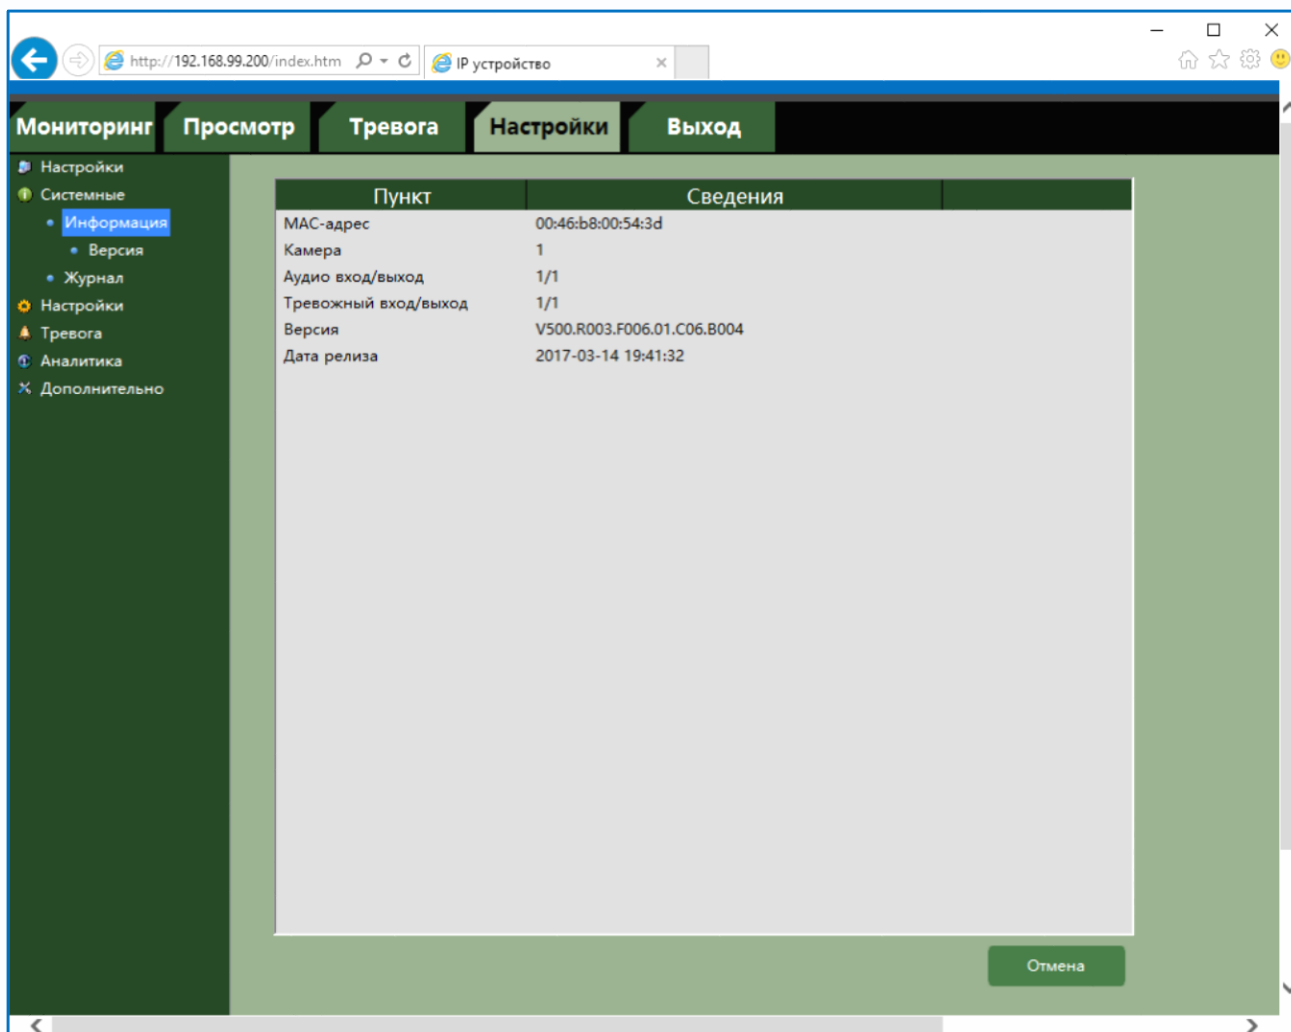 http://192.168.99.200/index.htm
IP устройство
Мониторинг Просмотр Тревога Настройки Выход
Настройки
Системные
Информация
Версия
Журнал
Настройки
Тревога
Аналитика
Дополнительно
Пункт Сведения
MAC-адрес 00:46:b8:00:54:3d
Камера 1
Аудио вход/выход 1/1
Тревожный вход/выход 1/1
Версия V500.R003.F006.01.C06.B004
Дата релиза 2017-03-14 19:41:32
Отмена